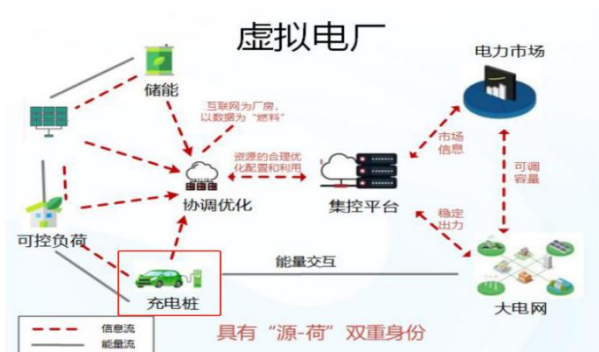 虚拟电厂
电力市场
储能
互联网为厂房，
以数据为“燃料”
市场
信息
可调
容量
资源的合理优
化配置和利用
协调优化
集控平台
稳定
出力
可控负荷
能量交互
充电桩
大电网
信息流
能量流
具有“源-荷”双重身份